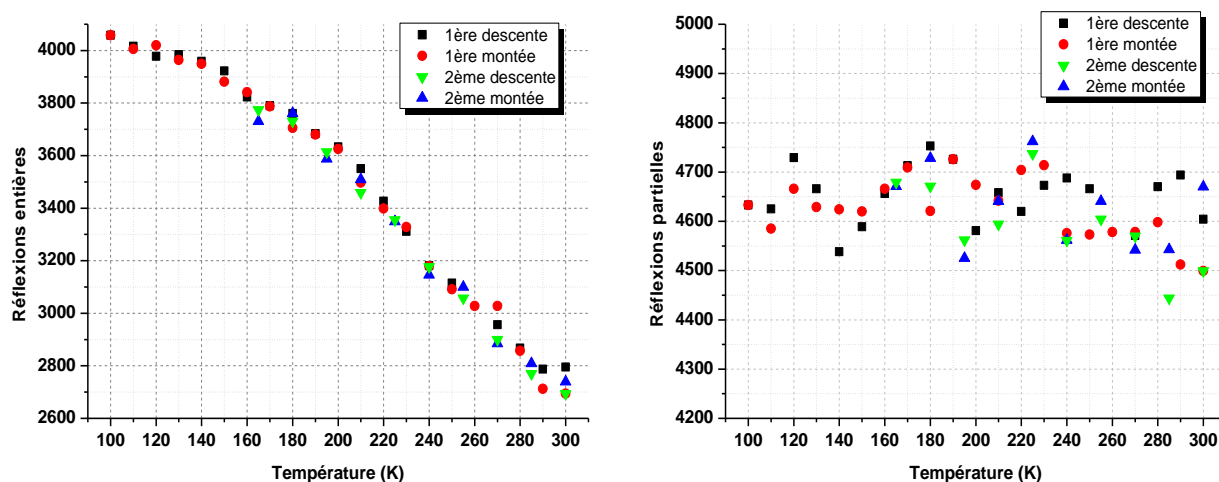 Réflexions entières
4000
3800
3600
3400
3200
3000
2800
2600
1ère descente
1ère montée
2ème descente
2ème montée
100 120 140 160 180 200 220 240 260 280 300
Température (K)
Réflexions partielles
5000
4900
4800
4700
4600
4500
4400
4300
4200
1ère descente
1ère montée
2ème descente
2ème montée
100 120 140 160 180 200 220 240 260 280 300
Température (K)